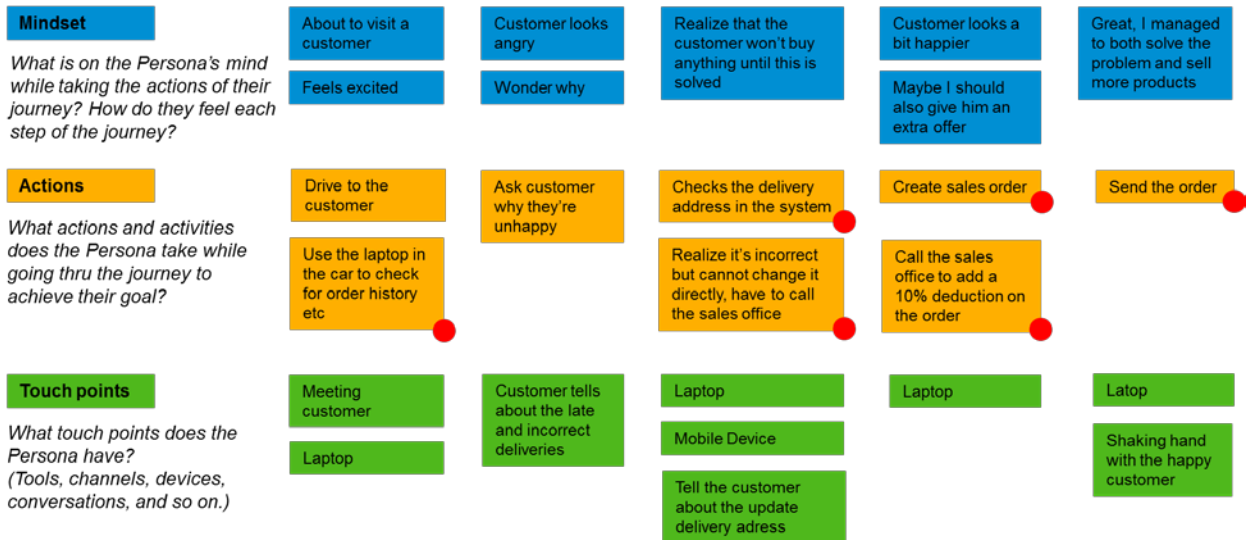 Mindset
What is on the Persona's mind
while taking the actions of their
journey? How do they feel each
step of the journey?
About to visit a
customer
Feels excited
Customer looks
angry
Wonder why
Realize that the
customer won't buy
anything until this is
solved
Customer looks a
bit happier
Maybe I should
also give him an
extra offer
Great, I managed
to both solve the
problem and sell
more products
Actions
What actions and activities
does the Persona take while
going thru the journey to
achieve their goal?
Drive to the
customer
Use the laptop in
the car to check
for order history
etc
Ask customer
why they're
unhappy
Checks the delivery
address in the system
Realize it's incorrect
but cannot change it
directly, have to call
the sales office
Create sales order
Call the sales
office to add a
10% deduction on
the order
Send the order
Touch points
What touch points does the
Persona have?
(Tools, channels, devices,
conversations, and so on.)
Meeting
customer
Laptop
Customer tells
about the late
and incorrect
deliveries
Laptop
Mobile Device
Tell the customer
about the update
delivery adress
Laptop
Latop
Shaking hand
with the happy
customer